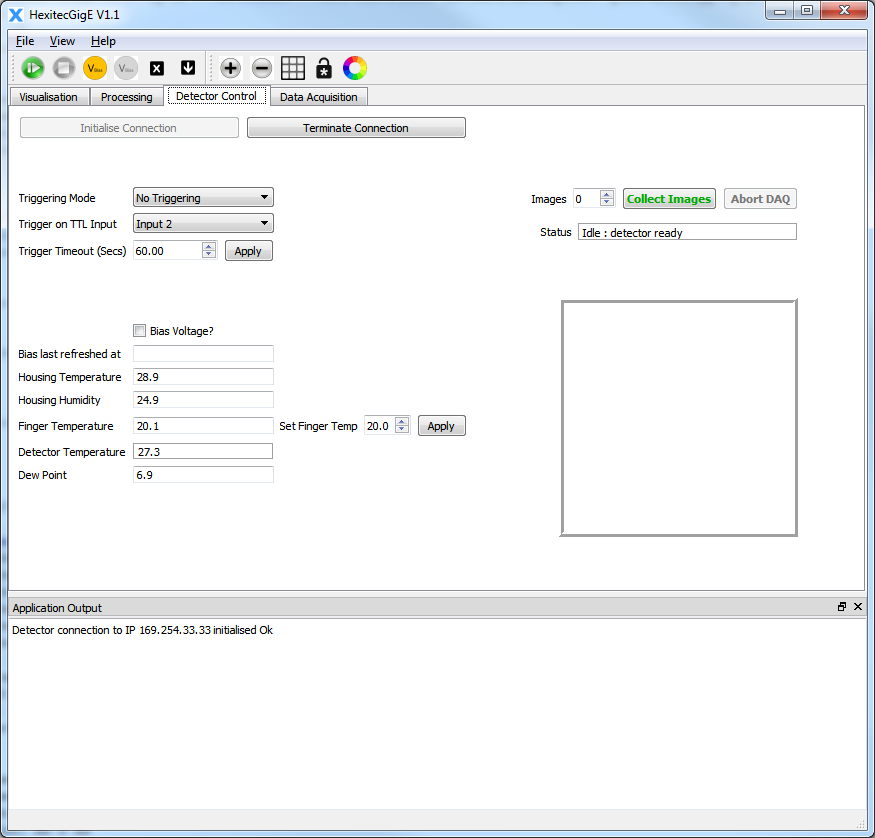 HexitecGigE V1.1
File View Help
Visualisation Processing Detector Control Data Acquisition
Initialise Connection Terminate Connection
Triggering Mode No Triggering Images 0 Collect Images Abort DAQ
Trigger on TTL Input Input 2 Status Idle : detector ready
Trigger Timeout (Secs) 60.00 Apply
Bias Voltage?
Bias last refreshed at
Housing Temperature 28.9
Housing Humidity 24.9
Finger Temperature 20.1 Set Finger Temp 20.0 Apply
Detector Temperature 27.3
Dew Point 6.9
Application Output
Detector connection to IP 169.254.33.33 initialised Ok